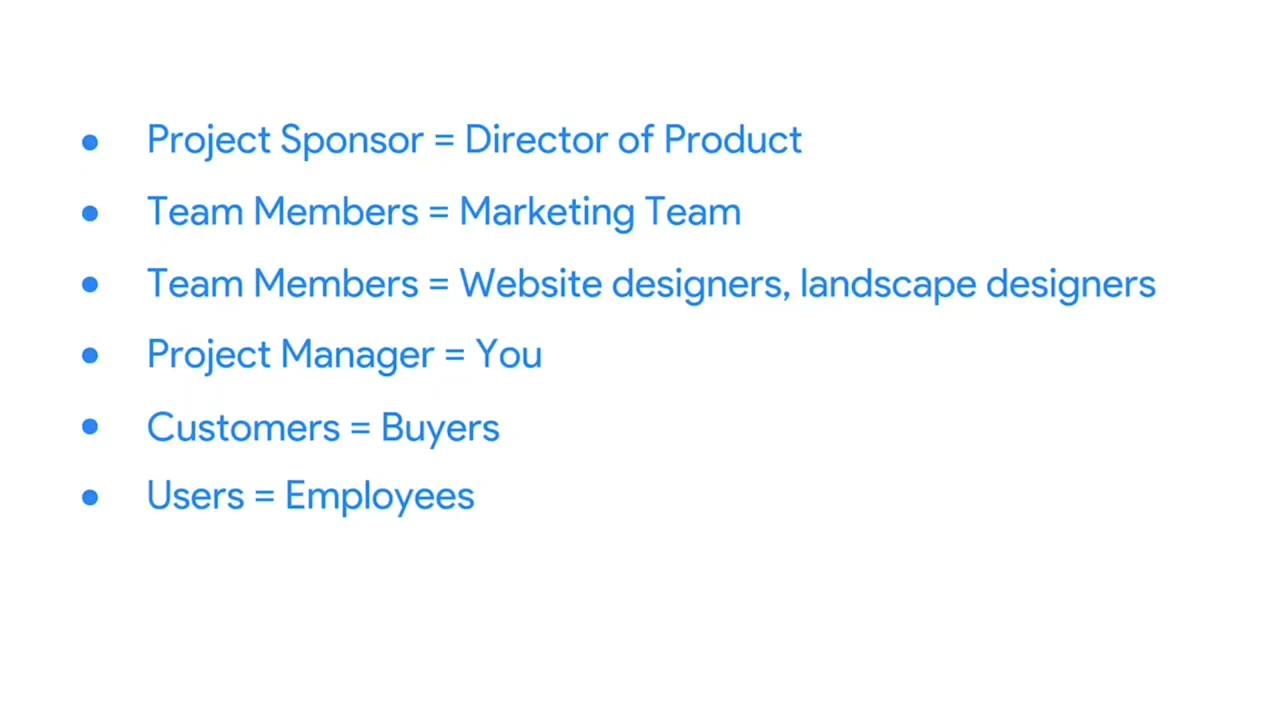 • Project Sponsor = Director of Product
• Team Members = Marketing Team
• Team Members = Website designers, landscape designers
• Project Manager = You
• Customers = Buyers
• Users = Employees